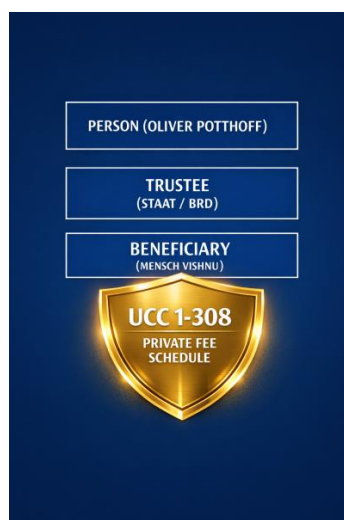 PERSON (OLIVER POTTHOFF)
TRUSTEE
(STAAT / BRD)
BENEFICIARY
(MENSCH VISHNU)
UCC 1-308
PRIVATE FEE
SCHEDULE